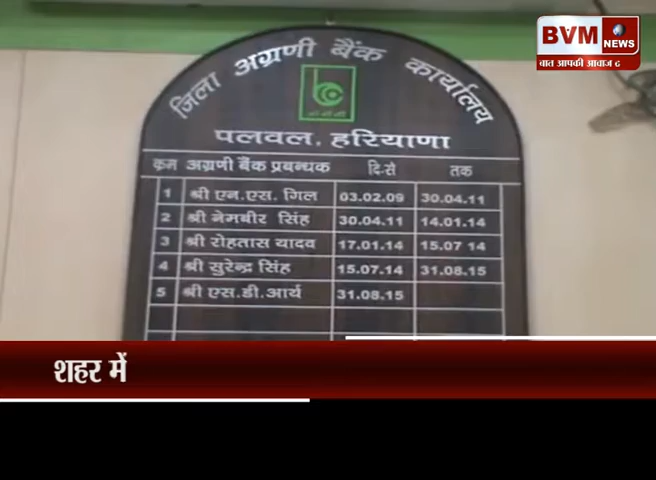 BVM
NEWS
बात आपकी आवाज ह
जिला अग्रणी बैंक कार्यालय
पलवल, हरियाणा
क्रम अग्रणी बैंक प्रबन्धक दि.से तक
1 श्री एन.एस. गिल 03.02.09 30.04.11
2 श्री नेमबीर सिंह 30.04.11 14.01.14
3 श्री रोहतास यादव 17.01.14 15.07.14
4 श्री सुरेन्द्र सिंह 15.07.14 31.08.15
5 श्री एस.डी.आर्य 31.08.15
शहर में